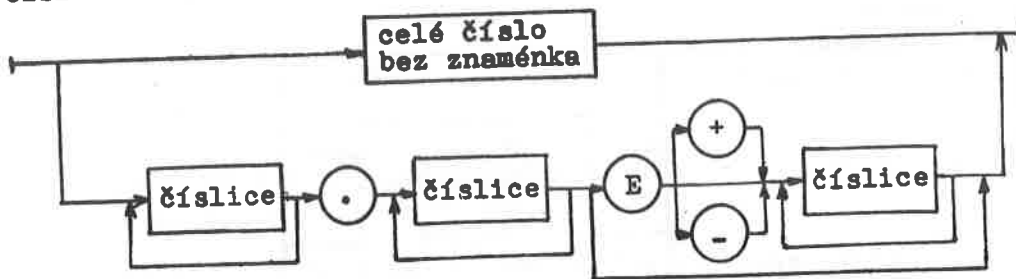 celé číslo
bez znaménka
+
číslice
.
číslice
E
číslice
-